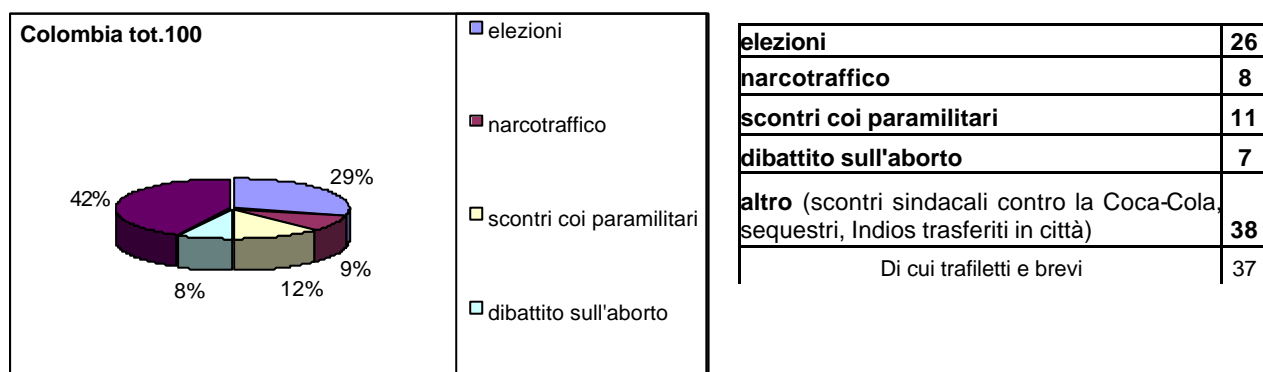 Colombia tot.100
42%
29%
9%
12%
8%
elezioni
narcotraffico
scontri coi paramilitari
dibattito sull'aborto
elezioni 26
narcotraffico 8
scontri coi paramilitari 11
dibattito sull'aborto 7
altro (scontri sindacali contro la Coca-Cola,
sequestri, Indios trasferiti in città) 38
Di cui trafiletti e brevi 37